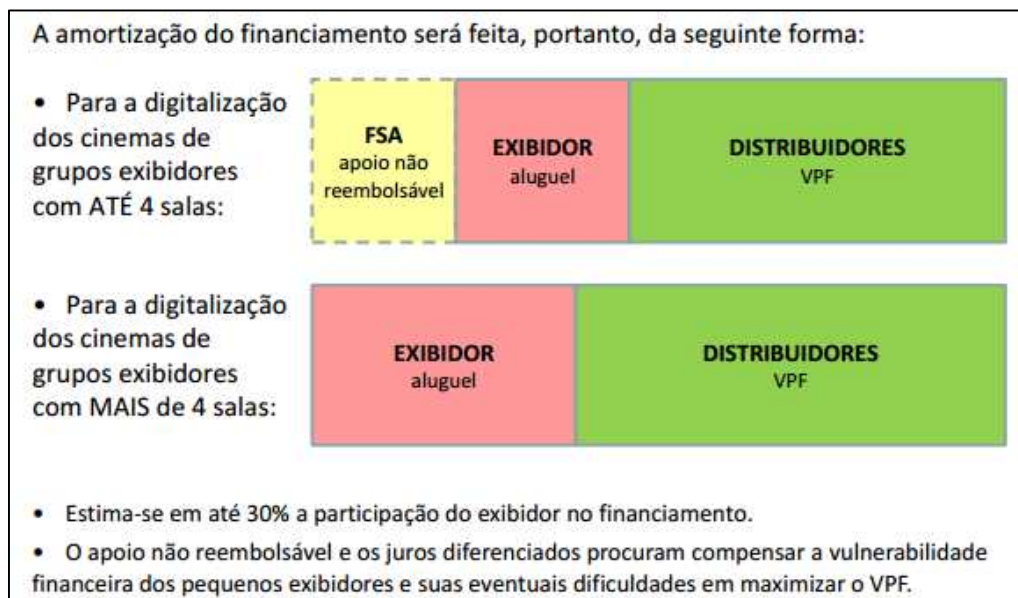 A amortização do financiamento será feita, portanto, da seguinte forma:
• Para a digitalização
dos cinemas de
grupos exibidores
com ATÉ 4 salas:
FSA
apoio não
reembolsável
EXIBIDOR
aluguel
DISTRIBUIDORES
VPF
• Para a digitalização
dos cinemas de
grupos exibidores
com MAIS de 4 salas:
EXIBIDOR
aluguel
DISTRIBUIDORES
VPF
• Estima-se em até 30% a participação do exibidor no financiamento.
• O apoio não reembolsável e os juros diferenciados procuram compensar a vulnerabilidade
financeira dos pequenos exibidores e suas eventuais dificuldades em maximizar o VPF.